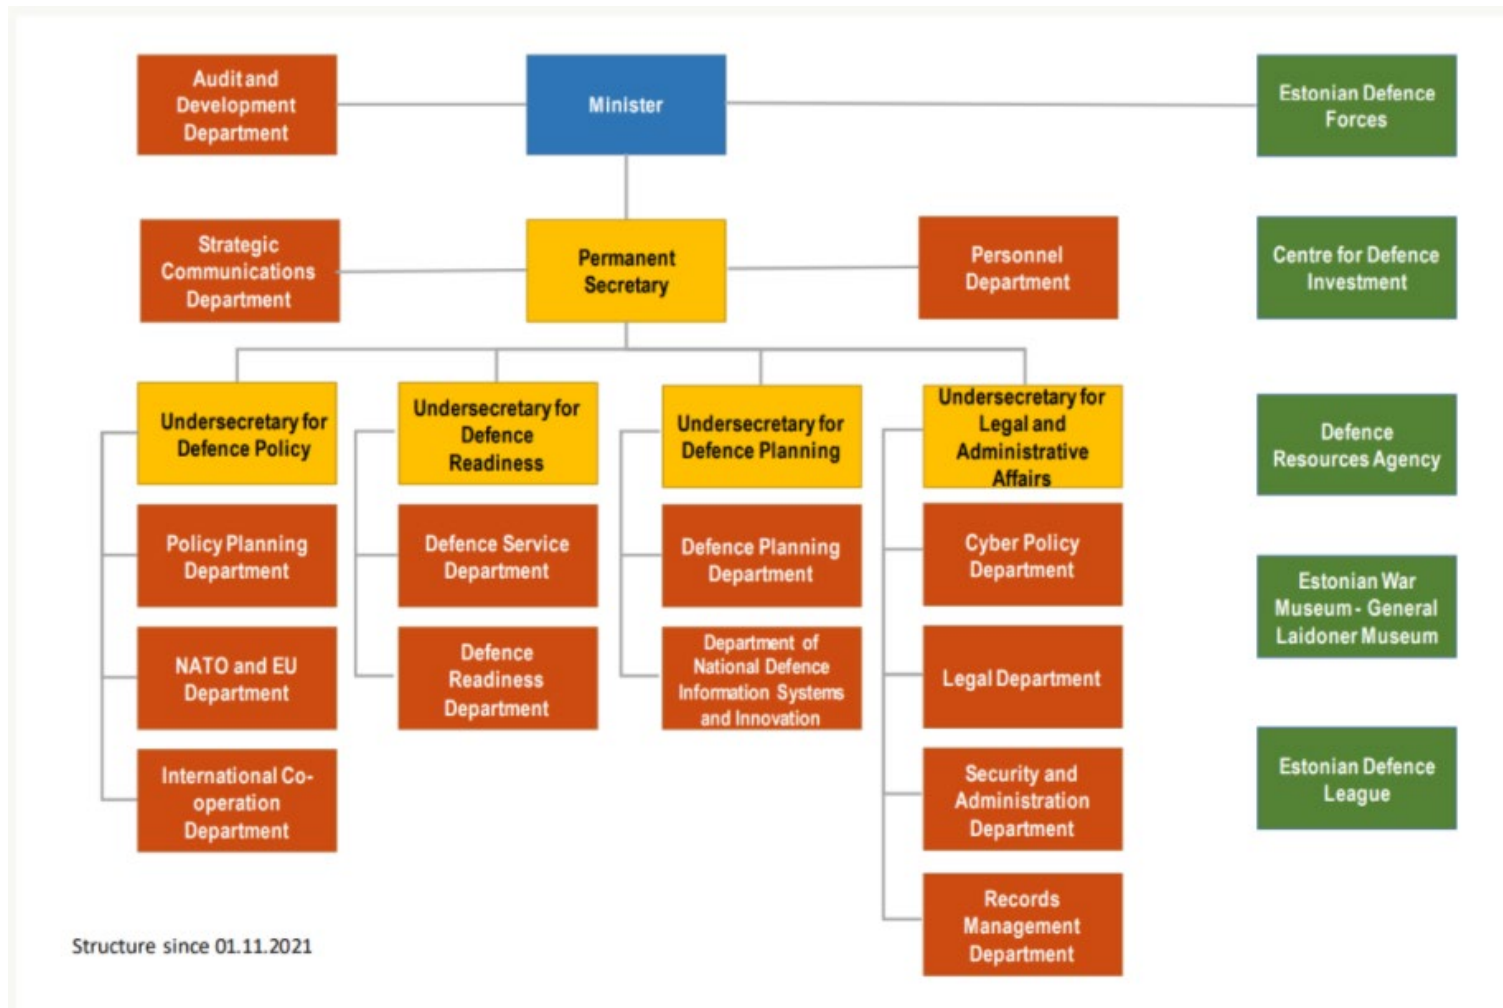 Audit and
Development
Department
Minister
Estonian Defence
Forces
Strategic
Communications
Department
Permanent
Secretary
Personnel
Department
Centre for Defence
Investment
Undersecretary for
Defence Policy
Undersecretary for
Defence
Readiness
Undersecretary for
Defence Planning
Undersecretary for
Legal and
Administrative
Affairs
Defence
Resources Agency
Policy Planning
Department
Defence Service
Department
Defence Planning
Department
Cyber Policy
Department
Estonian War
Museum - General
Laidoner Museum
NATO and EU
Department
Defence
Readiness
Department
Department of
National Defence
Information Systems
and Innovation
Legal Department
International Co-
operation
Department
Security and
Administration
Department
Estonian Defence
League
Records
Management
Department
Structure since 01.11.2021